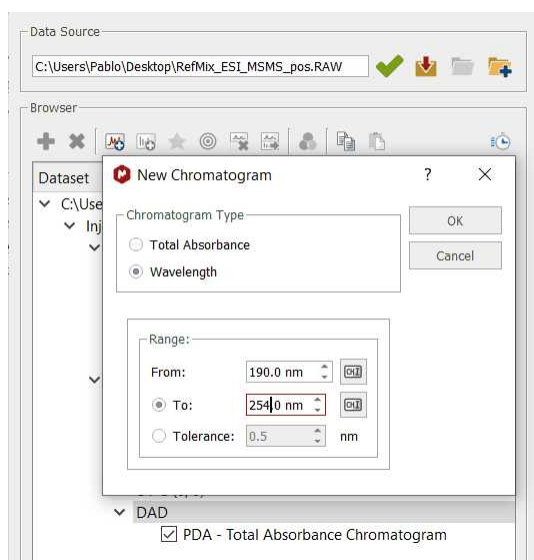 Data Source
C:\Users\Pablo\Desktop\RefMix_ESI_MSMS_pos.RAW
Browser
Dataset
New Chromatogram
?
C:\Use
Inj
Chromatogram Type
Total Absorbance
Wavelength
OK
Cancel
Range:
From: 190.0 nm
To: 254.0 nm
Tolerance: 0.5 nm
DAD
PDA - Total Absorbance Chromatogram